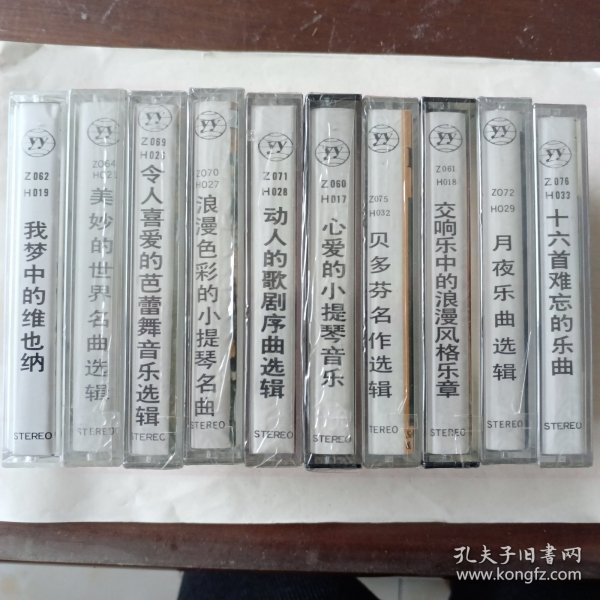 yy
Z062
H019
我梦中的维也纳
STEREO
yy
Z064
H021
美妙的世界名曲选辑
STEREO
yy
Z069
H026
令人喜爱的芭蕾舞音乐选辑
STEREO
yy
Z070
H027
浪漫色彩的小提琴名曲
STEREO
yy
Z071
H028
动人的歌剧序曲选辑
STEREO
yy
Z060
H017
心爱的小提琴音乐
STEREO
yy
Z075
H032
贝多芬名作选辑
TEREO
yy
Z061
H018
交响乐中的浪漫风格乐章
STEREO
yy
Z072
H029
月夜乐曲选辑
STEREO
yy
Z076
H033
十六首难忘的乐曲
STEREO
孔夫子旧书网
www.kongfz.com